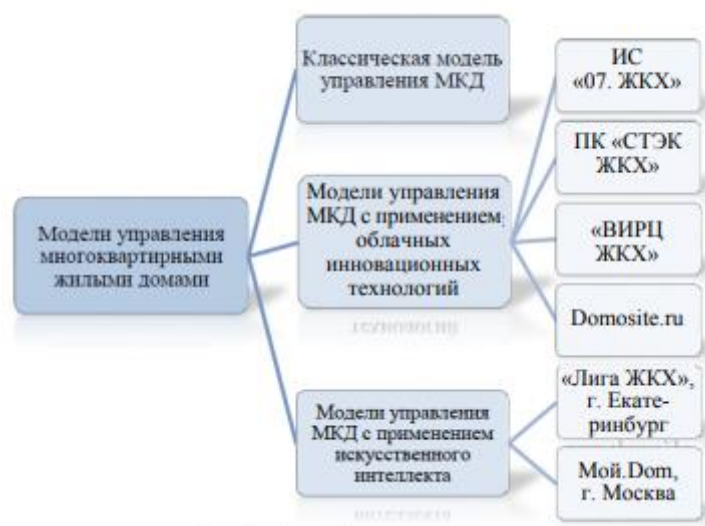 Модели управления
многоквартирными
жилыми домами
Классическая модель
управления МКД
Модели управления
МКД с применением
облачных
инновационных
технологий
Модели управления
МКД с применением
искусственного
интеллекта
ИС
«07. ЖКХ»
ПК «СТЭК
ЖКХ»
«ВИРЦ
ЖКХ»
Domosite.ru
«Лига ЖКХ»,
г. Екате-
ринбург
Мой.Dom,
г. Москва